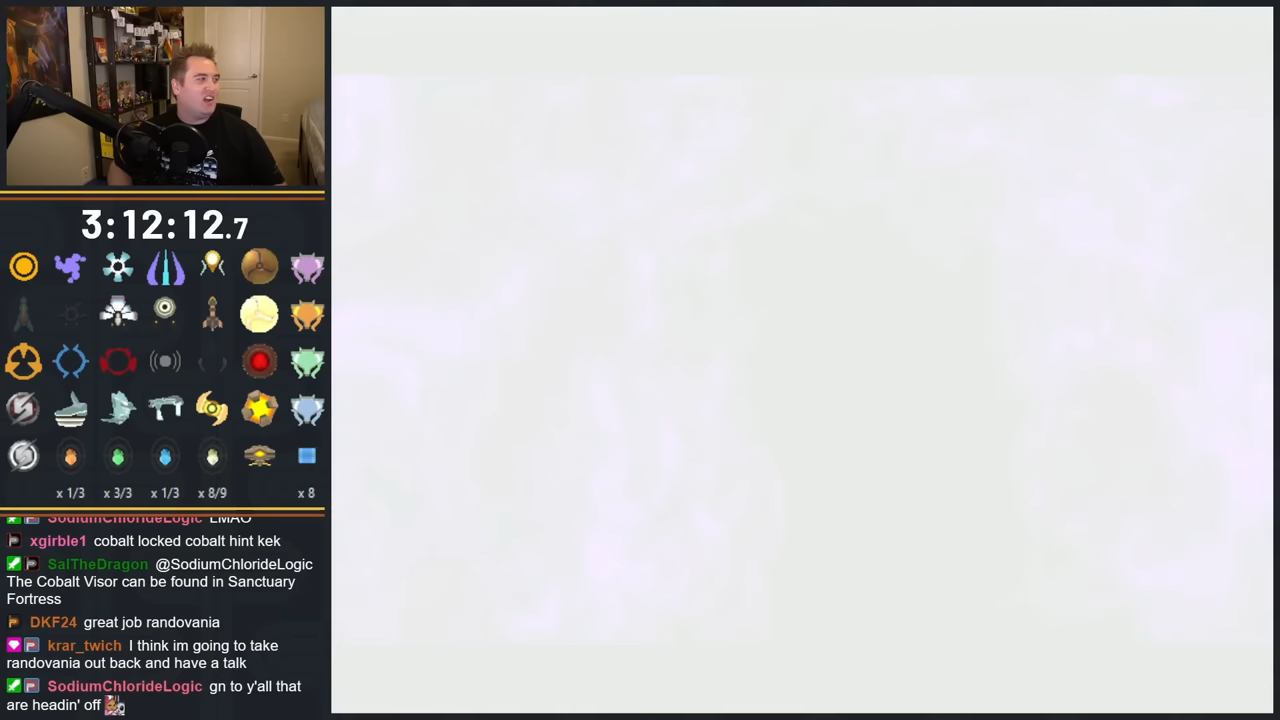 3:12:12.7
x 1/3 x 3/3 x 1/3 x 8/9 x 8
SodiumChlorideLogic LMAO
xgirble1 cobalt locked cobalt hint kek
SalTheDragon @SodiumChlorideLogic
The Cobalt Visor can be found in Sanctuary
Fortress
DKF24 great job randovania
krar_twich I think im going to take
randovania out back and have a talk
SodiumChlorideLogic gn to y'all that
are headin' off